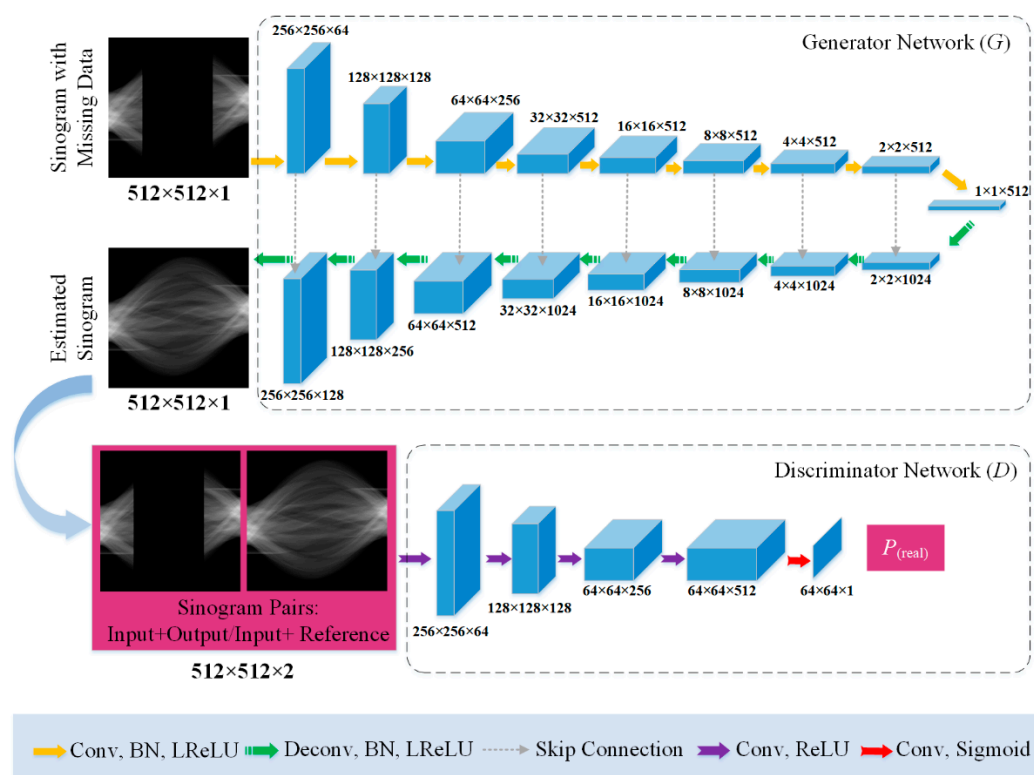 Sinogram with
Missing Data
512×512×1
256×256×64
128×128×128
64×64×256
32×32×512
16×16×512
8×8×512
4×4×512
2×2×512
1×1×512
Generator Network (G)
Estimated
Sinogram
512×512×1
256×256×128
128×128×256
64×64×512
32×32×1024
16×16×1024
8×8×1024
4×4×1024
2×2×1024
Sinogram Pairs:
Input+Output/Input+ Reference
512×512×2
Discriminator Network (D)
256×256×64
128×128×128
64×64×256
64×64×512
64×64×1
P(real)
Conv, BN, LReLU
Deconv, BN, LReLU
Skip Connection
Conv, ReLU
Conv, Sigmoid